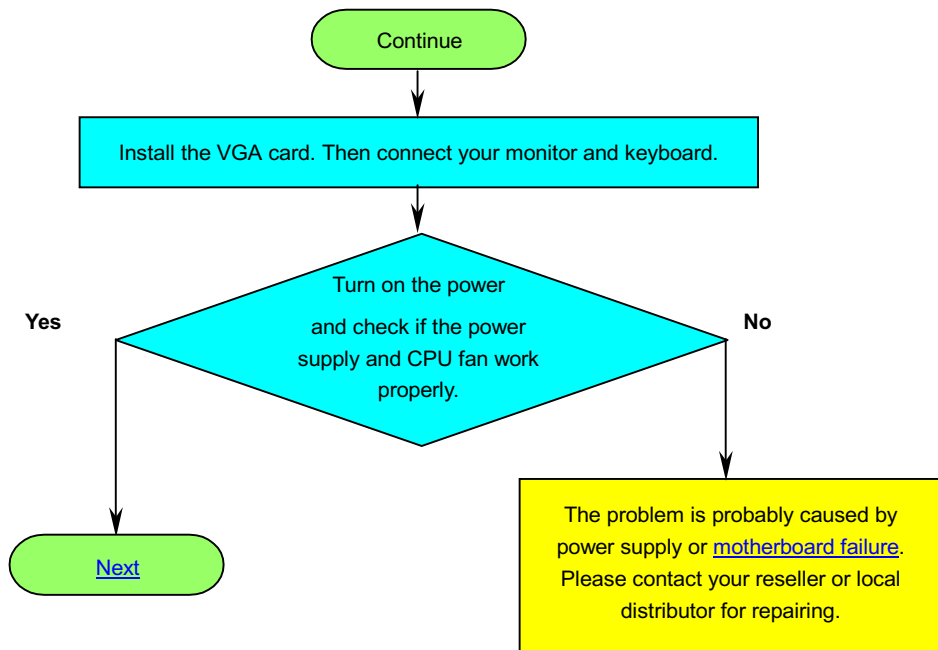 Continue
Install the VGA card. Then connect your monitor and keyboard.
Turn on the power
and check if the power
supply and CPU fan work
properly.
Yes
No
Next
The problem is probably caused by
power supply or motherboard failure.
Please contact your reseller or local
distributor for repairing.